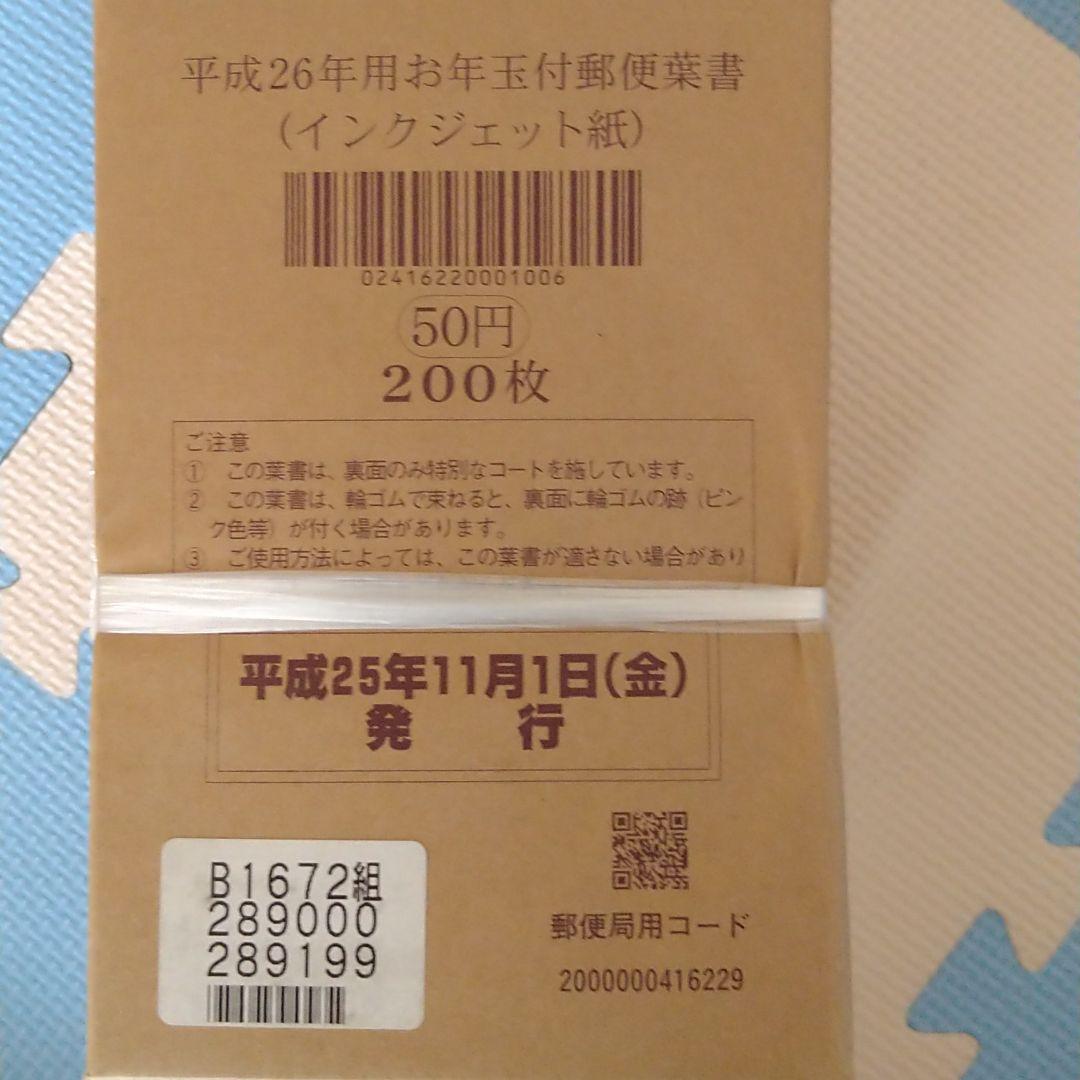 平成26年用お年玉付郵便葉書
(インクジェット紙)
02416220001006
50円
200枚
ご注意
① この葉書は、裏面のみ特別なコートを施しています。
② この葉書は、輪ゴムで束ねると、裏面に輪ゴムの跡(ピン
ク色等)が付く場合があります。
③ ご使用方法によっては、この葉書が適さない場合があり
平成25年11月1日(金)
発 行
B1672組
289000
289199
郵便局用コード
2000000416229